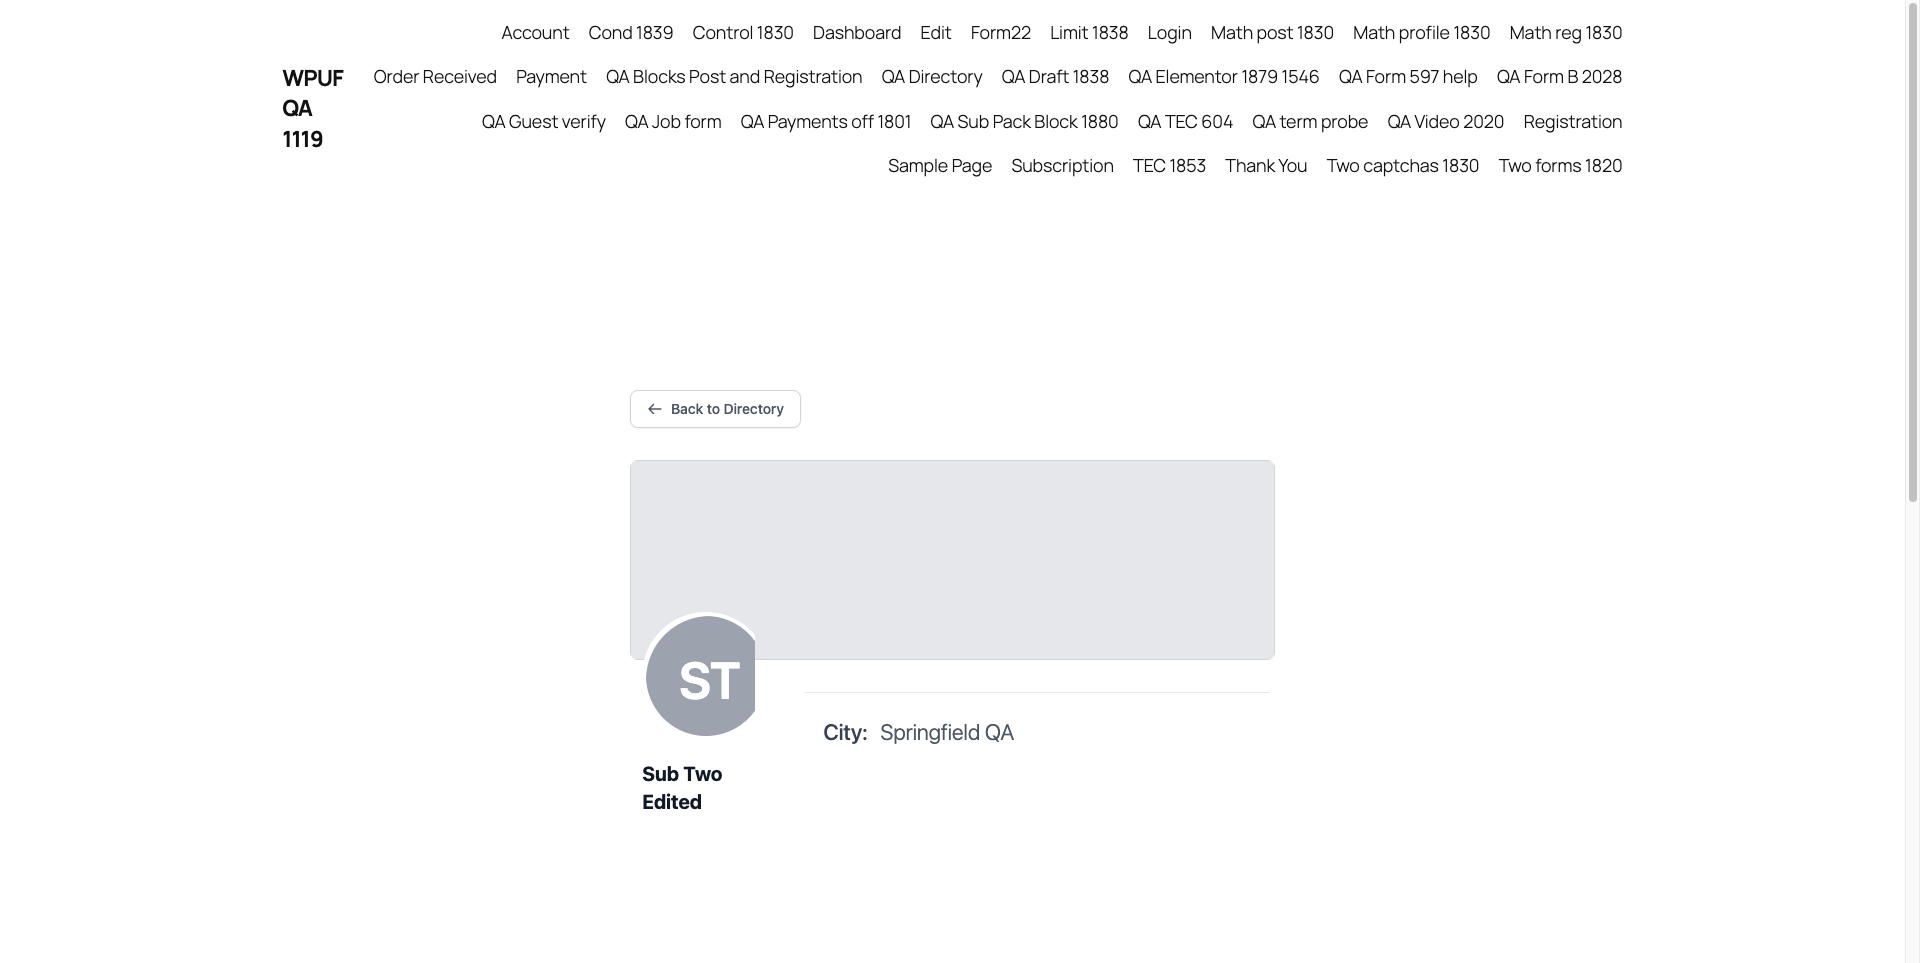 Account Cond 1839 Control 1830 Dashboard Edit Form22 Limit 1838 Login Math post 1830 Math profile 1830 Math reg 1830
WPUF
QA
1119
Order Received Payment QA Blocks Post and Registration QA Directory QA Draft 1838 QA Elementor 1879 1546 QA Form 597 help QA Form B 2028
QA Guest verify QA Job form QA Payments off 1801 QA Sub Pack Block 1880 QA TEC 604 QA term probe QA Video 2020 Registration
Sample Page Subscription TEC 1853 Thank You Two captchas 1830 Two forms 1820
← Back to Directory
ST
City: Springfield QA
Sub Two
Edited